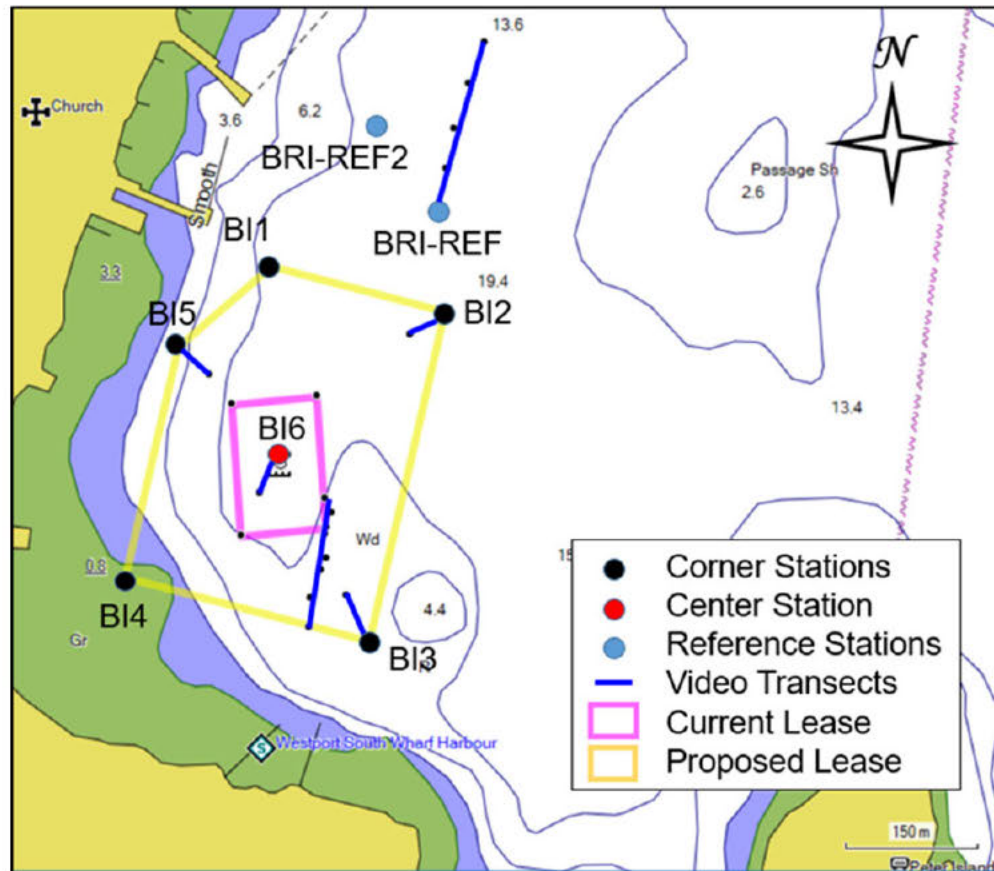 13.6
N
Church
3.6
6.2
BRI-REF2
Passage Sh
2.6
Smooth
BRI-REF
BI1
3.3
19.4
BI5
BI2
13.4
BI6
Wd
0.8
BI4
4.4
Gr
BI3
R
Westport South Wharf Harbour
S
Corner Stations
Center Station
Reference Stations
Video Transects
Current Lease
Proposed Lease
150 m
Peter Island